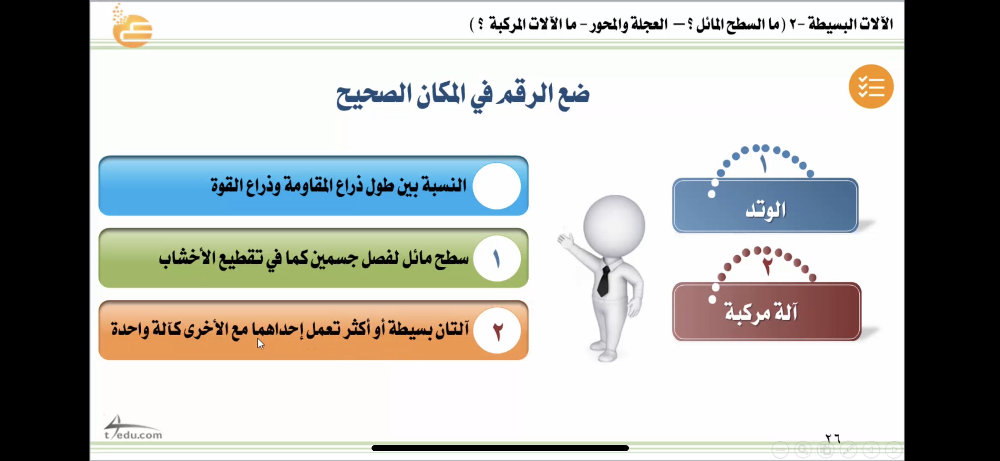 الآلات البسيطة -٢ (ما السطح المائل ؟ – العجلة والمحور - ما الآلات المركبة ؟ )
ضع الرقم في المكان الصحيح
١
الوتد
٢
آلة مركبة
النسبة بين طول ذراع المقاومة وذراع القوة
١ سطح مائل لفصل جسمين كما في تقطيع الأخشاب
٢ آلتان بسيطة أو أكثر تعمل إحداهما مع الأخرى كآلة واحدة
t4edu.com
٢٦